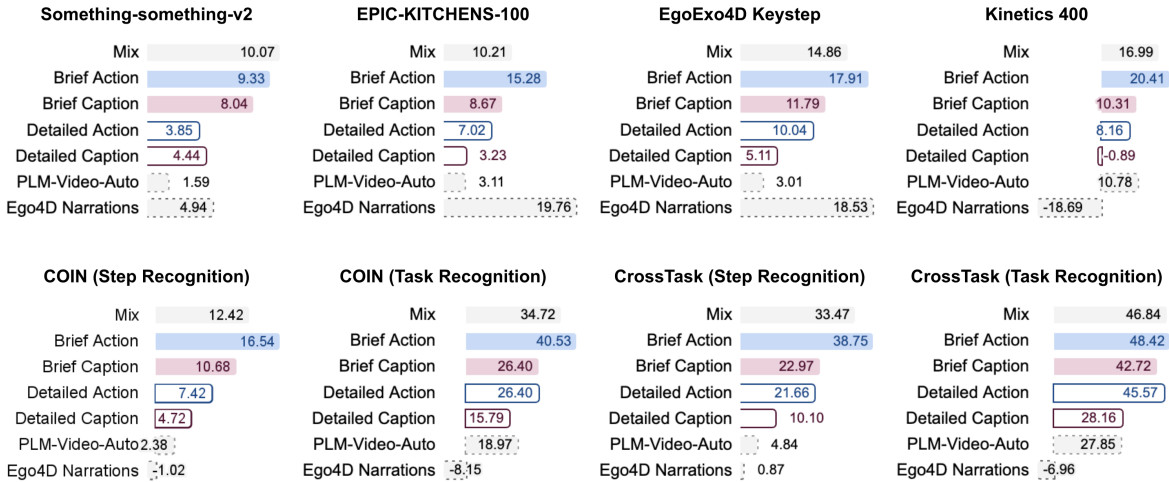 Something-something-v2
Mix 10.07
Brief Action 9.33
Brief Caption 8.04
Detailed Action 3.85
Detailed Caption 4.44
PLM-Video-Auto 1.59
Ego4D Narrations 4.94
EPIC-KITCHENS-100
Mix 10.21
Brief Action 15.28
Brief Caption 8.67
Detailed Action 7.02
Detailed Caption 3.23
PLM-Video-Auto 3.11
Ego4D Narrations 19.76
EgoExo4D Keystep
Mix 14.86
Brief Action 17.91
Brief Caption 11.79
Detailed Action 10.04
Detailed Caption 5.11
PLM-Video-Auto 3.01
Ego4D Narrations 18.53
Kinetics 400
Mix 16.99
Brief Action 20.41
Brief Caption 10.31
Detailed Action 8.16
Detailed Caption -0.89
PLM-Video-Auto 10.78
Ego4D Narrations -18.69
COIN (Step Recognition)
Mix 12.42
Brief Action 16.54
Brief Caption 10.68
Detailed Action 7.42
Detailed Caption 4.72
PLM-Video-Auto 2.38
Ego4D Narrations -1.02
COIN (Task Recognition)
Mix 34.72
Brief Action 40.53
Brief Caption 26.40
Detailed Action 26.40
Detailed Caption 15.79
PLM-Video-Auto 18.97
Ego4D Narrations -8.15
CrossTask (Step Recognition)
Mix 33.47
Brief Action 38.75
Brief Caption 22.97
Detailed Action 21.66
Detailed Caption 10.10
PLM-Video-Auto 4.84
Ego4D Narrations 0.87
CrossTask (Task Recognition)
Mix 46.84
Brief Action 48.42
Brief Caption 42.72
Detailed Action 45.57
Detailed Caption 28.16
PLM-Video-Auto 27.85
Ego4D Narrations -6.96